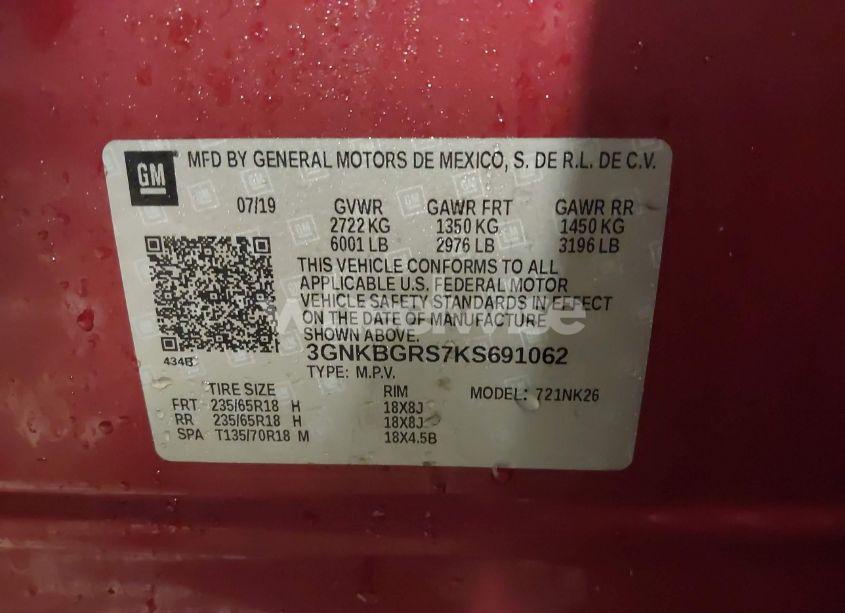 GM
MFD BY GENERAL MOTORS DE MEXICO, S. DE R.L. DE C.V.
07/19 GVWR GAWR FRT GAWR RR
2722 KG 1350 KG 1450 KG
6001 LB 2976 LB 3196 LB
THIS VEHICLE CONFORMS TO ALL
APPLICABLE U.S. FEDERAL MOTOR
VEHICLE SAFETY STANDARDS IN EFFECT
ON THE DATE OF MANUFACTURE
SHOWN ABOVE.
434B
3GNKBGRS7KS691062
TYPE: M.P.V.
TIRE SIZE RIM MODEL: 721NK26
FRT 235/65R18 H 18X8J
RR 235/65R18 H 18X8J
SPA T135/70R18 M 18X4.5B